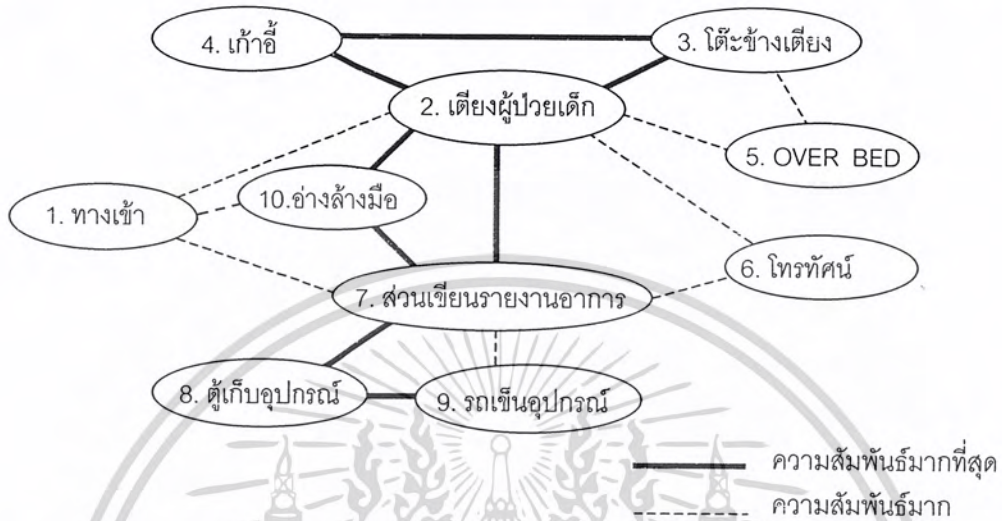 4. เก้าอี้
3. โต๊ะข้างเตียง
2. เตียงผู้ป่วยเด็ก
5. OVER BED
10.อ่างล้างมือ
1. ทางเข้า
6. โทรทัศน์
7. ส่วนเขียนรายงานอาการ
8. ตู้เก็บอุปกรณ์
9. รถเข็นอุปกรณ์
ความสัมพันธ์มากที่สุด
ความสัมพันธ์มาก